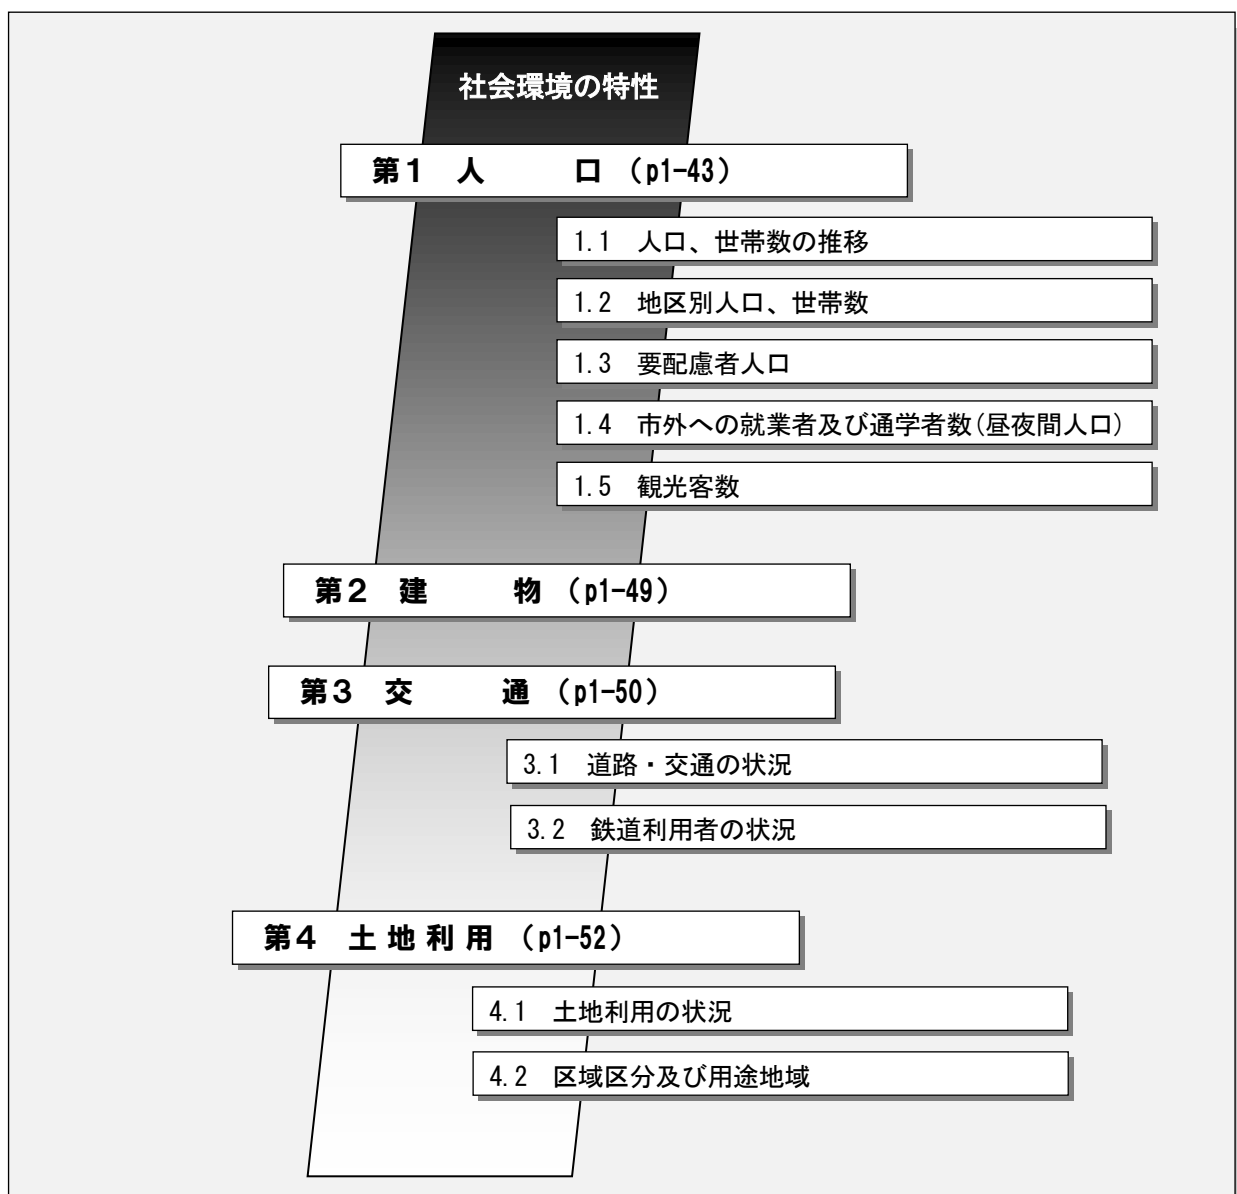 社会環境の特性
第1　人　　　口（p1-43）
1.1　人口、世帯数の推移
1.2　地区別人口、世帯数
1.3　要配慮者人口
1.4　市外への就業者及び通学者数(昼夜間人口)
1.5　観光客数
第2　建　　　物（p1-49）
第3　交　　　通（p1-50）
3.1　道路・交通の状況
3.2　鉄道利用者の状況
第4　土 地 利 用（p1-52）
4.1　土地利用の状況
4.2　区域区分及び用途地域